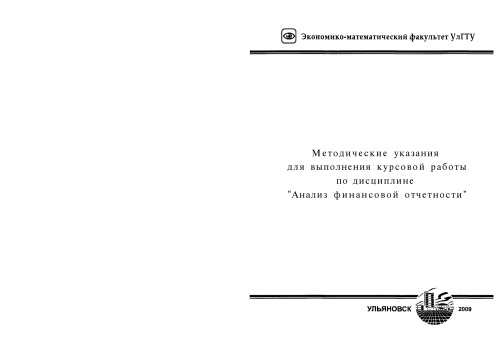 Экономико-математический факультет УлГТУ
Методические указания
для выполнения курсовой работы
по дисциплине
"Анализ финансовой отчетности"
УЛЬЯНОВСК 2009